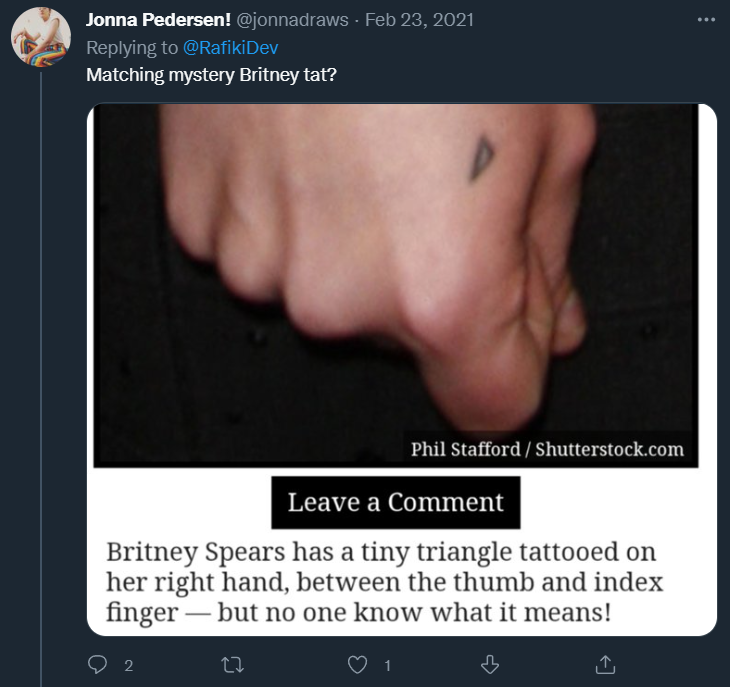 Jonna Pedersen! @jonnadraws · Feb 23, 2021
Replying to @RafikiDev
Matching mystery Britney tat?
Phil Stafford / Shutterstock.com
Leave a Comment
Britney Spears has a tiny triangle tattooed on
her right hand, between the thumb and index
finger — but no one know what it means!
2
1